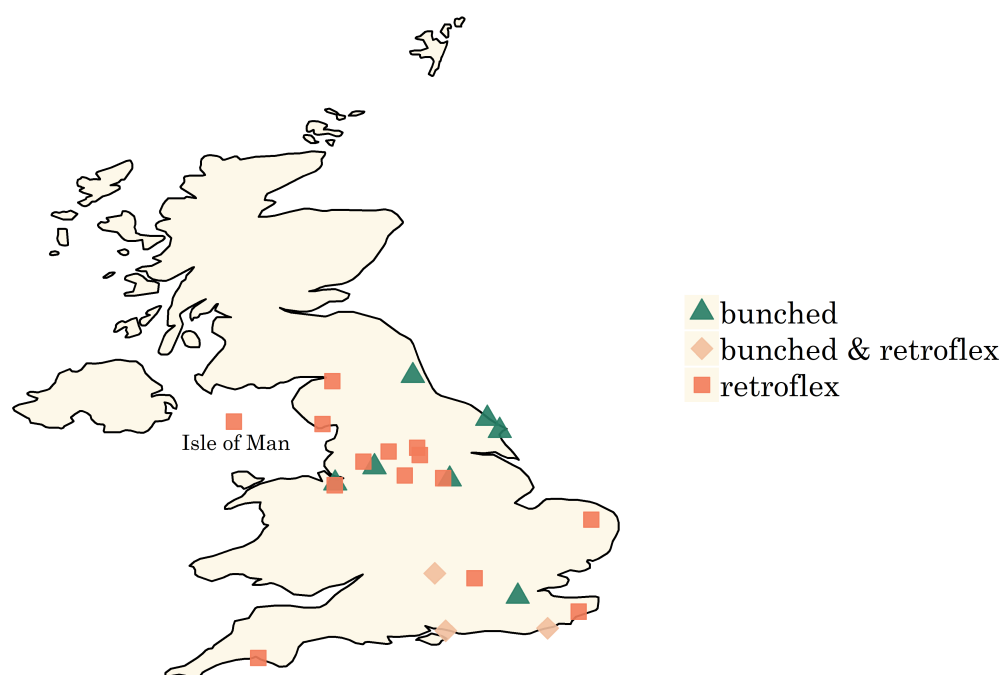 bunched
bunched & retroflex
retroflex
Isle of Man